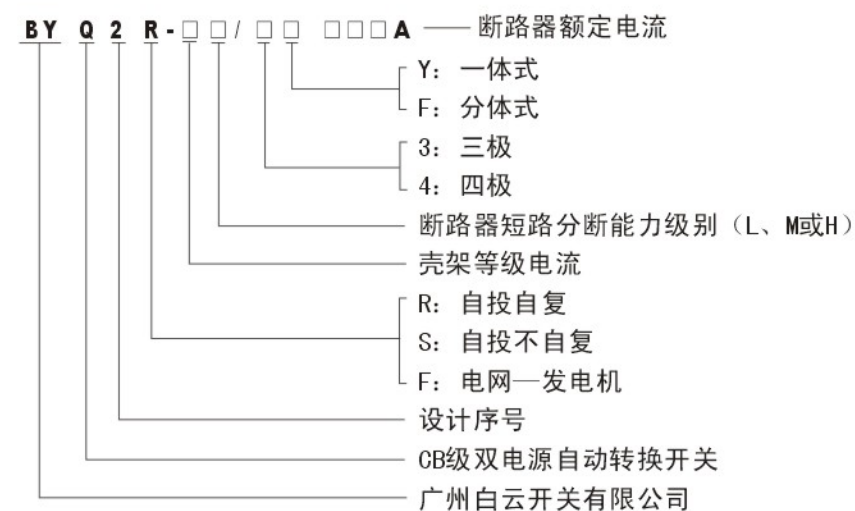 BY Q 2 R-□□/□□ □□□A —— 断路器额定电流
Y: 一体式
F: 分体式
3: 三极
4: 四极
断路器短路分断能力级别（L、M或H）
壳架等级电流
R: 自投自复
S: 自投不自复
F: 电网—发电机
设计序号
CB级双电源自动转换开关
广州白云开关有限公司